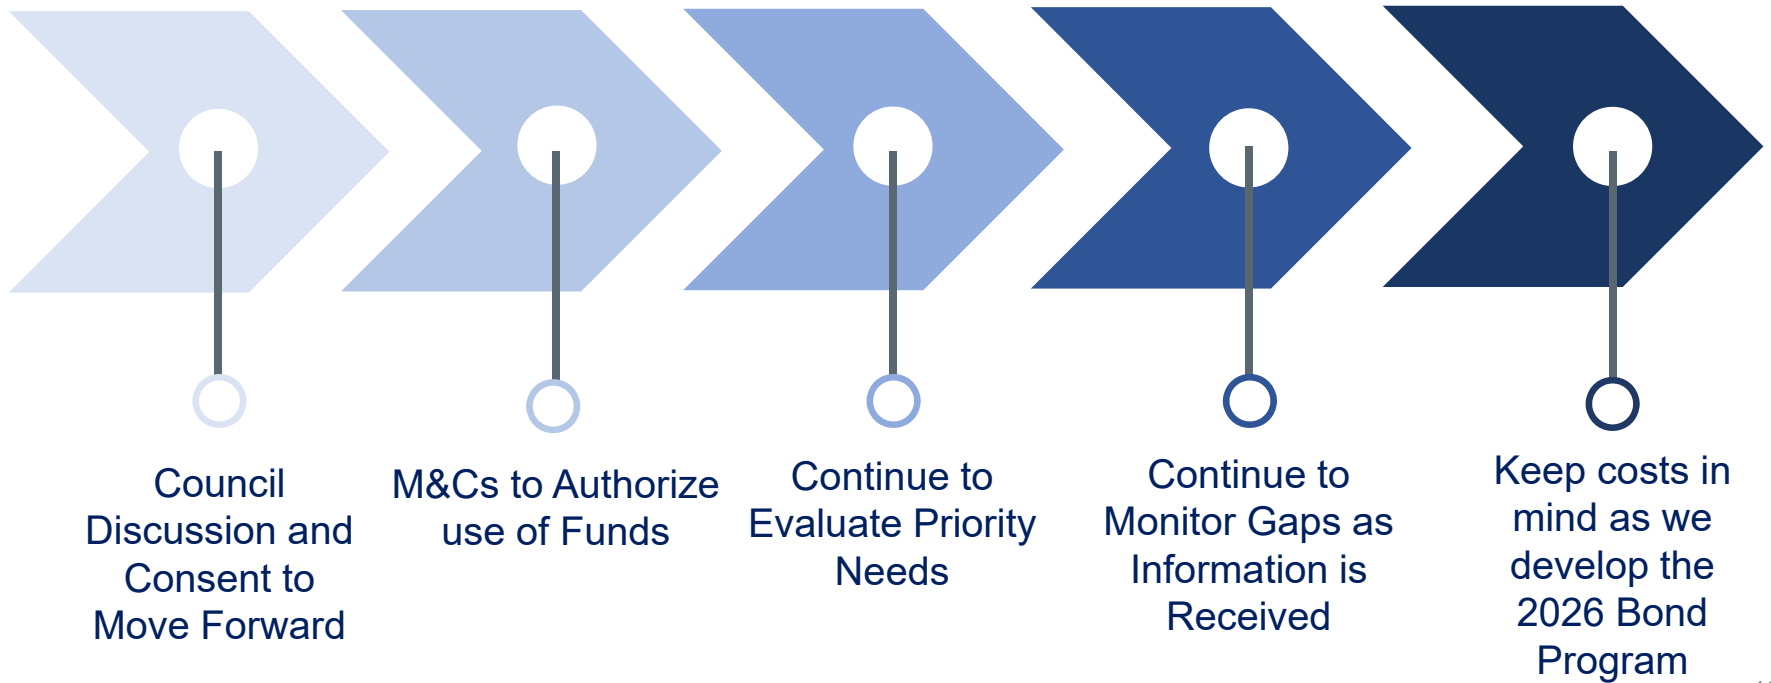 Council
Discussion and
Consent to
Move Forward
M&Cs to Authorize
use of Funds
Continue to
Evaluate Priority
Needs
Continue to
Monitor Gaps as
Information is
Received
Keep costs in
mind as we
develop the
2026 Bond
Program